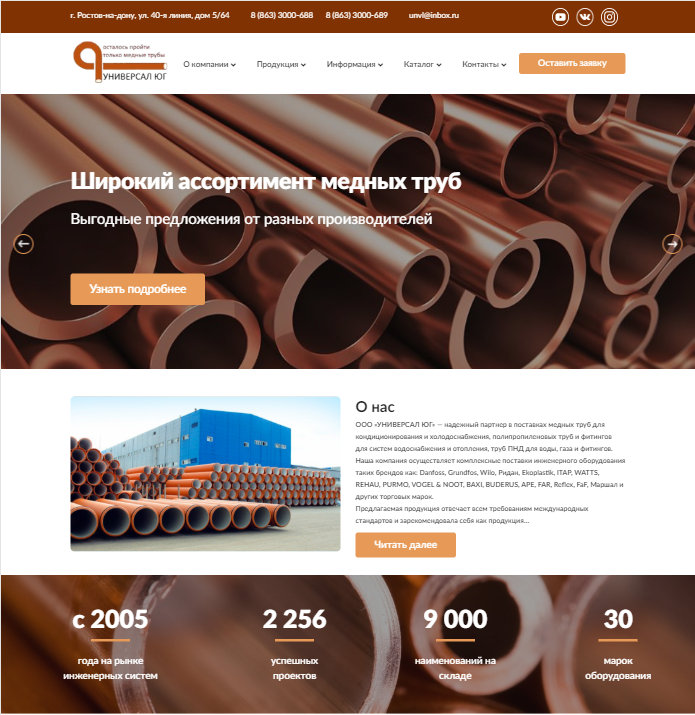 г. Ростов-на-дону, ул. 40-я линия, дом 5/64 8 (863) 3000-688 8 (863) 3000-689 unvl@inbox.ru
осталось пройти
только медные трубы
УНИВЕРСАЛ ЮГ
О компании Продукция Информация Каталог Контакты Оставить заявку
Широкий ассортимент медных труб
Выгодные предложения от разных производителей
Узнать подробнее
О нас
ООО «УНИВЕРСАЛ ЮГ» — надежный партнер в поставках медных труб для
кондиционирования и холодоснабжения, полипропиленовых труб и фитингов
для систем водоснабжения и отопления, труб ПНД для воды, газа и фитингов.
Наша компания осуществляет комплексные поставки инженерного оборудования
таких брендов как: Danfoss, Grundfos, Wilo, Ридан, Ekoplastik, ITAP, WATTS,
REHAU, PURMO, VOGEL & NOOT, BAXI, BUDERUS, APE, FAR, Reflex, FaF, Маршал и
других торговых марок.
Предлагаемая продукция отвечает всем требованиям международных
стандартов и зарекомендовала себя как продукция...
Читать далее
с 2005 2 256 9 000 30
года на рынке успешных наименований на марок
инженерных систем проектов складе оборудования